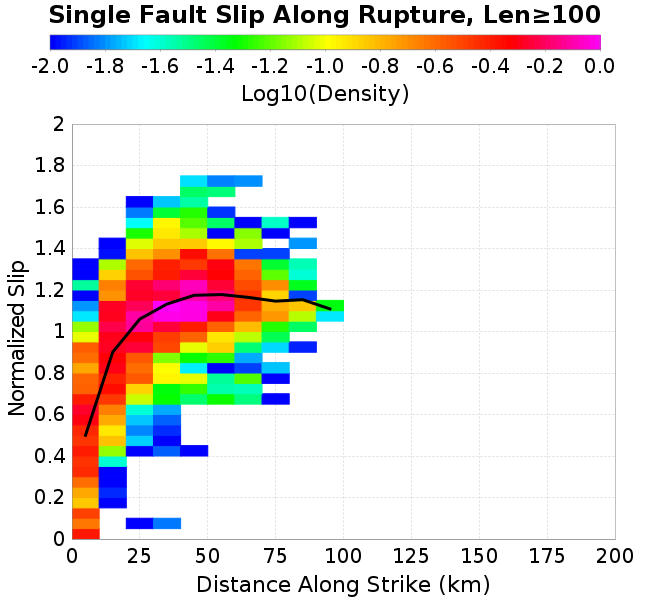 Single Fault Slip Along Rupture, Len≥100
-2.0 -1.8 -1.6 -1.4 -1.2 -1.0 -0.8 -0.6 -0.4 -0.2 0.0
Log10(Density)
2
1.8
1.6
1.4
1.2
1
0.8
0.6
0.4
0.2
0
Normalized Slip
0 25 50 75 100 125 150 175 200
Distance Along Strike (km)